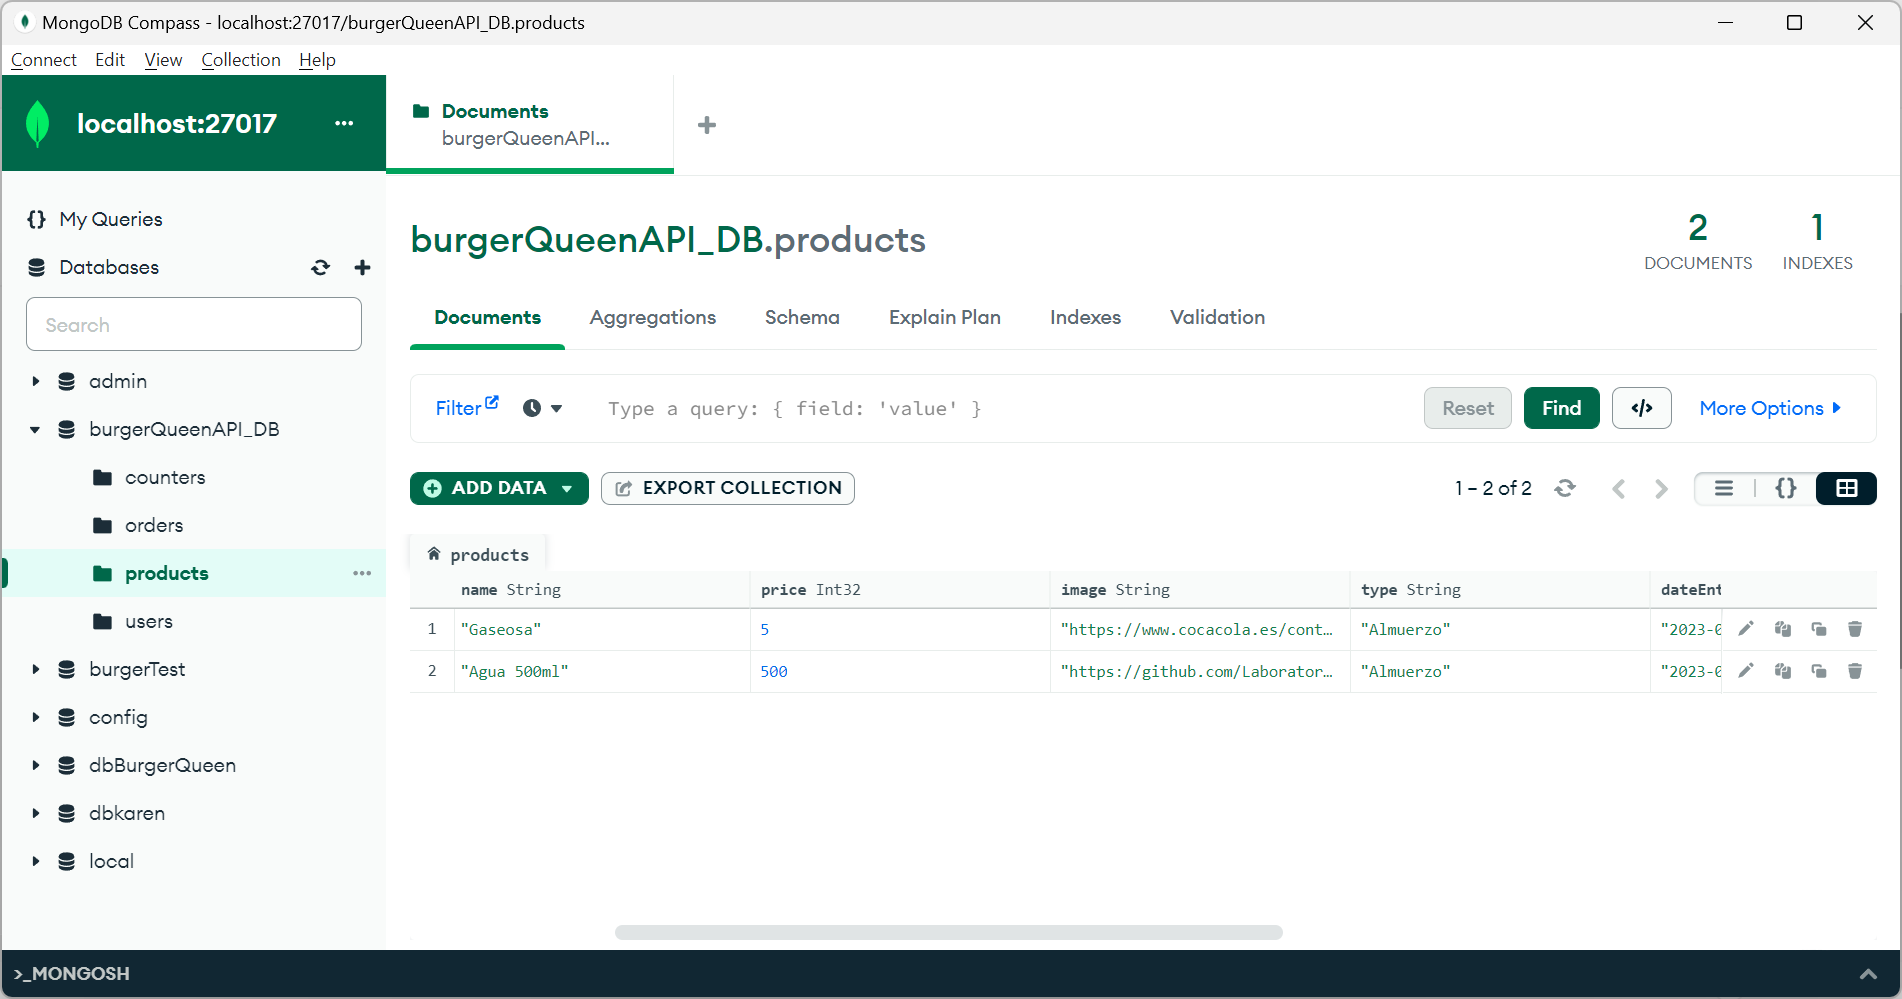 MongoDB Compass - localhost:27017/burgerQueenAPI_DB.products
Connect Edit View Collection Help
localhost:27017 ...
Documents
burgerQueenAPI...
My Queries
Databases
Search
admin
burgerQueenAPI_DB
counters
orders
products
users
burgerTest
config
dbBurgerQueen
dbkaren
local
burgerQueenAPI_DB.products
2
DOCUMENTS
1
INDEXES
Documents Aggregations Schema Explain Plan Indexes Validation
Filter Type a query: { field: 'value' } Reset Find </> More Options
ADD DATA EXPORT COLLECTION 1 – 2 of 2 {}
products
name String price Int32 image String type String dateEnt
1 "Gaseosa" 5 "https://www.cocacola.es/cont… "Almuerzo" "2023-0
2 "Agua 500ml" 500 "https://github.com/Laborator… "Almuerzo" "2023-0
>_MONGOSH